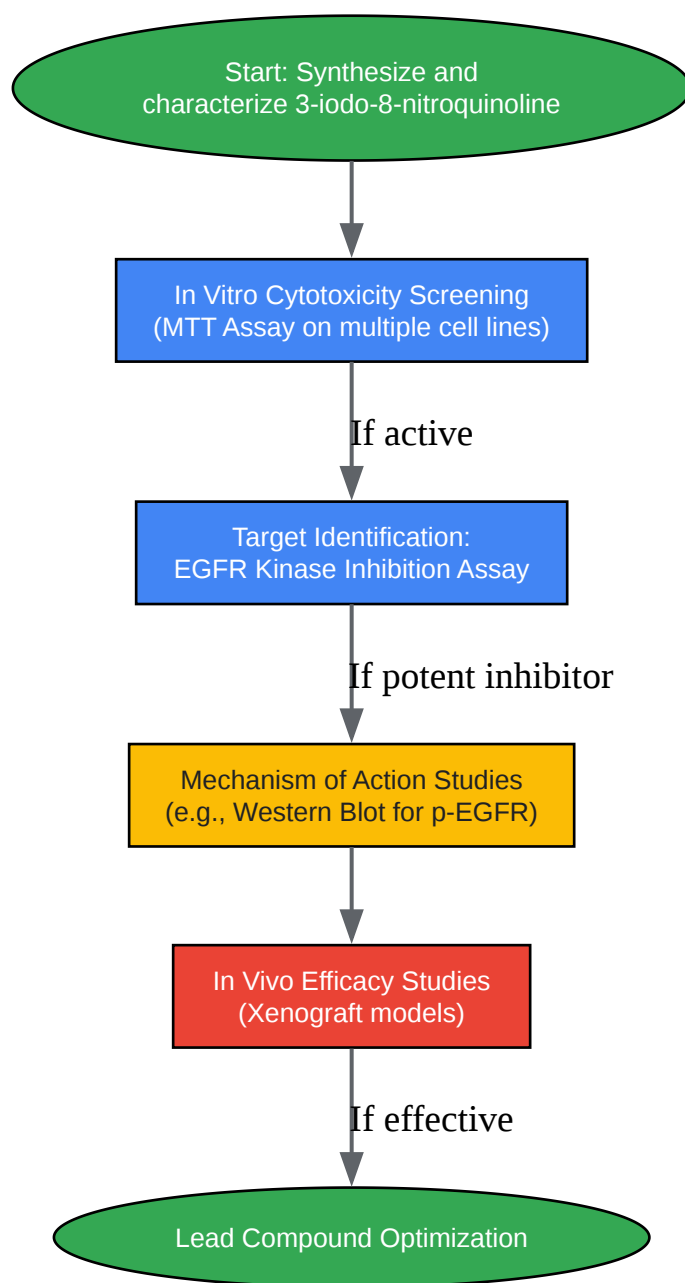 Start: Synthesize and
characterize 3-iodo-8-nitroquinoline
In Vitro Cytotoxicity Screening
(MTT Assay on multiple cell lines)
If active
Target Identification:
EGFR Kinase Inhibition Assay
If potent inhibitor
Mechanism of Action Studies
(e.g., Western Blot for p-EGFR)
In Vivo Efficacy Studies
(Xenograft models)
If effective
Lead Compound Optimization